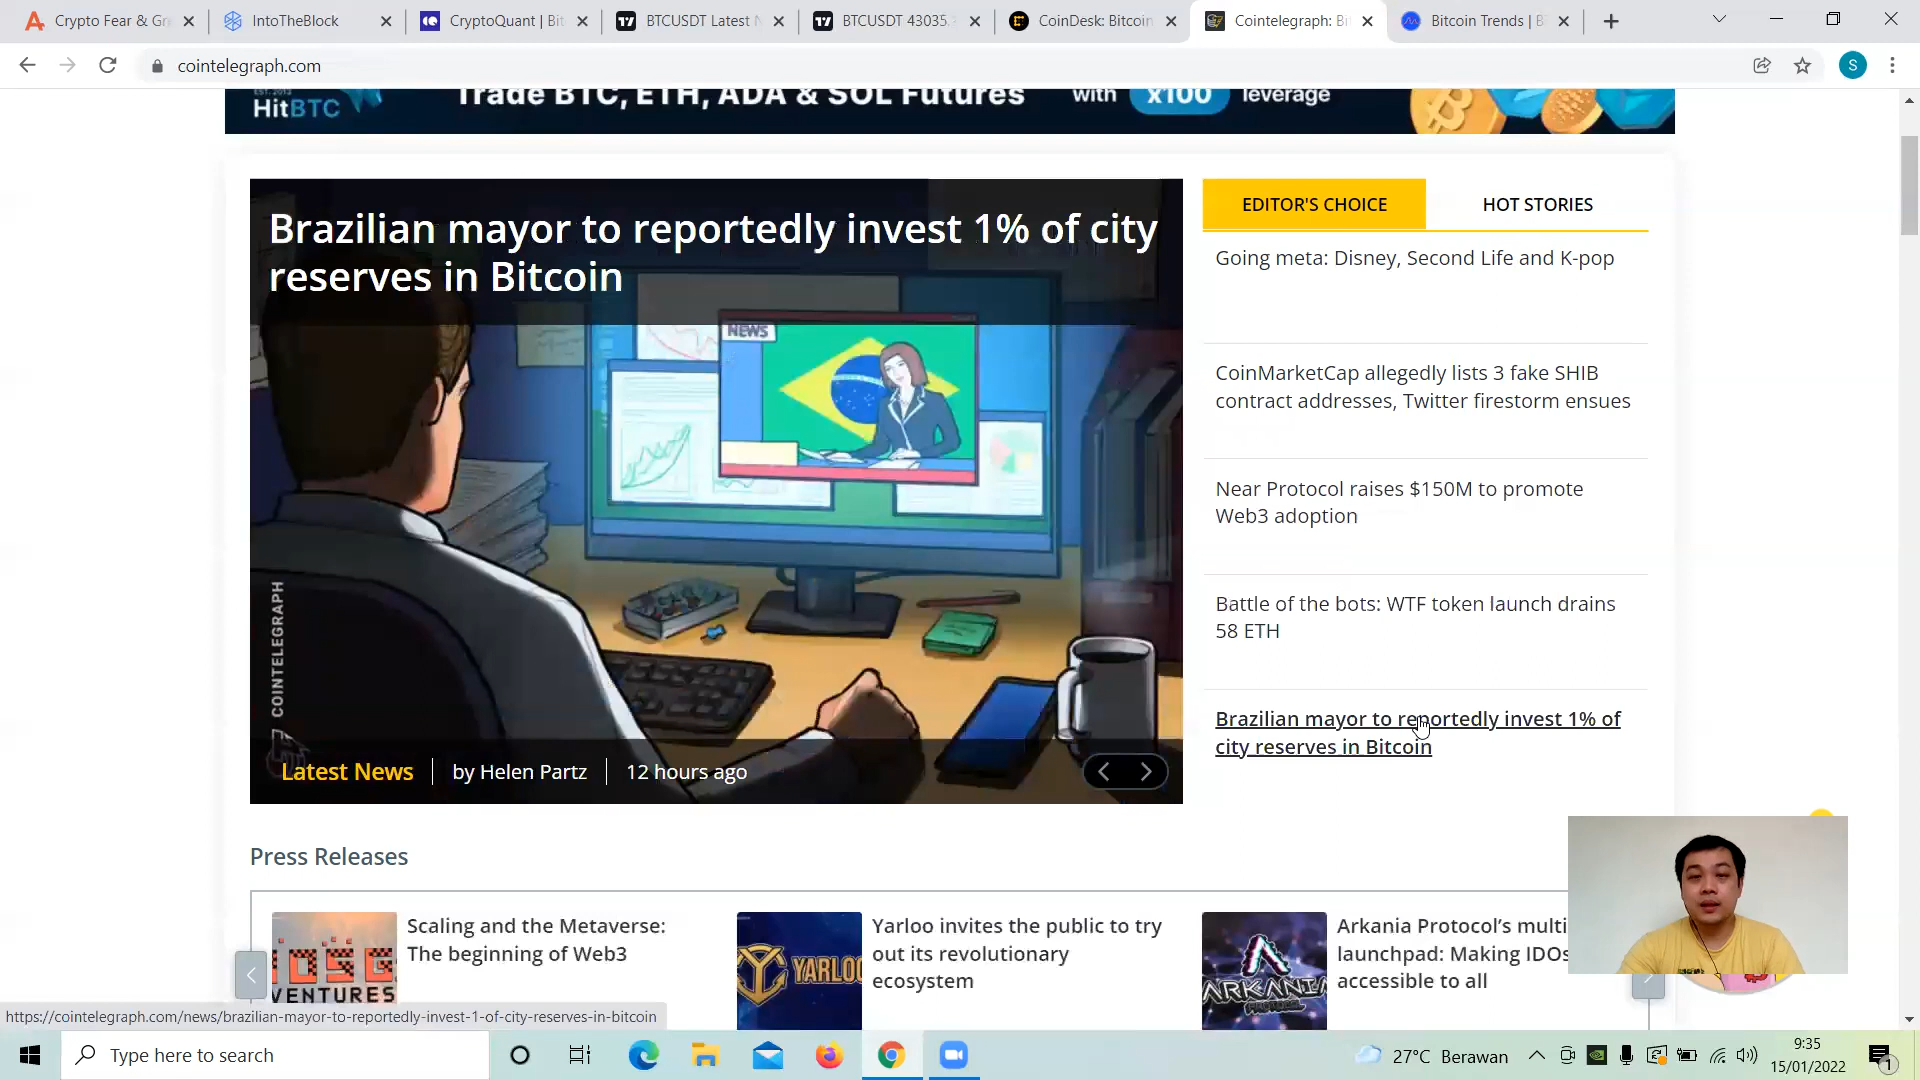 Crypto Fear & Gr
IntoTheBlock
CryptoQuant | Bit
BTCUSDT Latest N
BTCUSDT 43035.
CoinDesk: Bitcoin
Cointelegraph: Bi
Bitcoin Trends | B
cointelegraph.com
S
HitBTC
Trade BTC, ETH, ADA & SOL Futures
with x100 leverage
Brazilian mayor to reportedly invest 1% of city
reserves in Bitcoin
NEWS
COINTELEGRAPH
Latest News
by Helen Partz
12 hours ago
EDITOR'S CHOICE
HOT STORIES
Going meta: Disney, Second Life and K-pop
CoinMarketCap allegedly lists 3 fake SHIB
contract addresses, Twitter firestorm ensues
Near Protocol raises $150M to promote
Web3 adoption
Battle of the bots: WTF token launch drains
58 ETH
Brazilian mayor to reportedly invest 1% of
city reserves in Bitcoin
Press Releases
IOSG
VENTURES
Scaling and the Metaverse:
The beginning of Web3
YARLOO
Yarloo invites the public to try
out its revolutionary
ecosystem
ARKANIA
PROTOCOL
Arkania Protocol's multi
launchpad: Making IDOs
accessible to all
https://cointelegraph.com/news/brazilian-mayor-to-reportedly-invest-1-of-city-reserves-in-bitcoin
Type here to search
27°C Berawan
9:35
15/01/2022
1